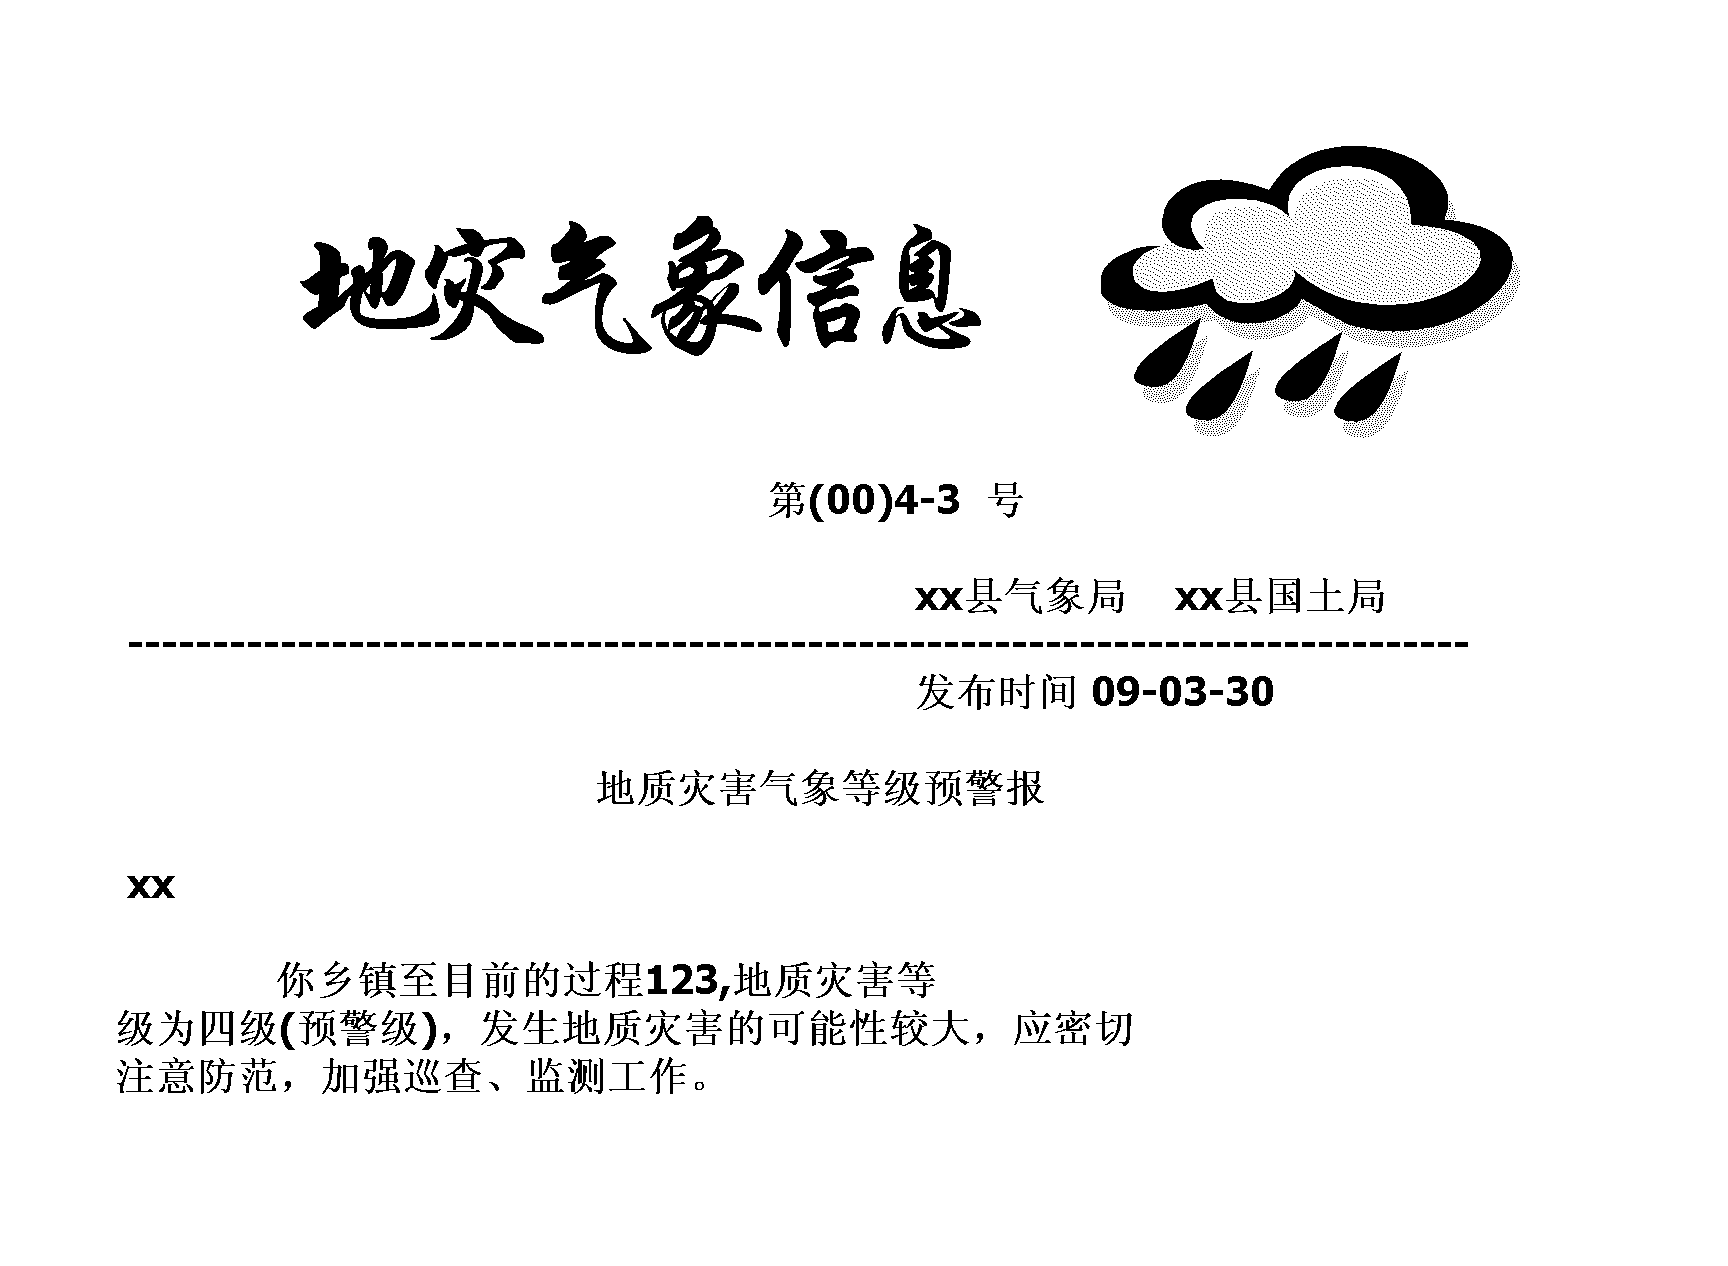 地灾气象信息
第(00)4-3 号
xx县气象局 xx县国土局
--------------------------------------------------------------------------------
发布时间 09-03-30
地质灾害气象等级预警报
xx
你乡镇至目前的过程123,地质灾害等
级为四级(预警级)，发生地质灾害的可能性较大，应密切
注意防范，加强巡查、监测工作。